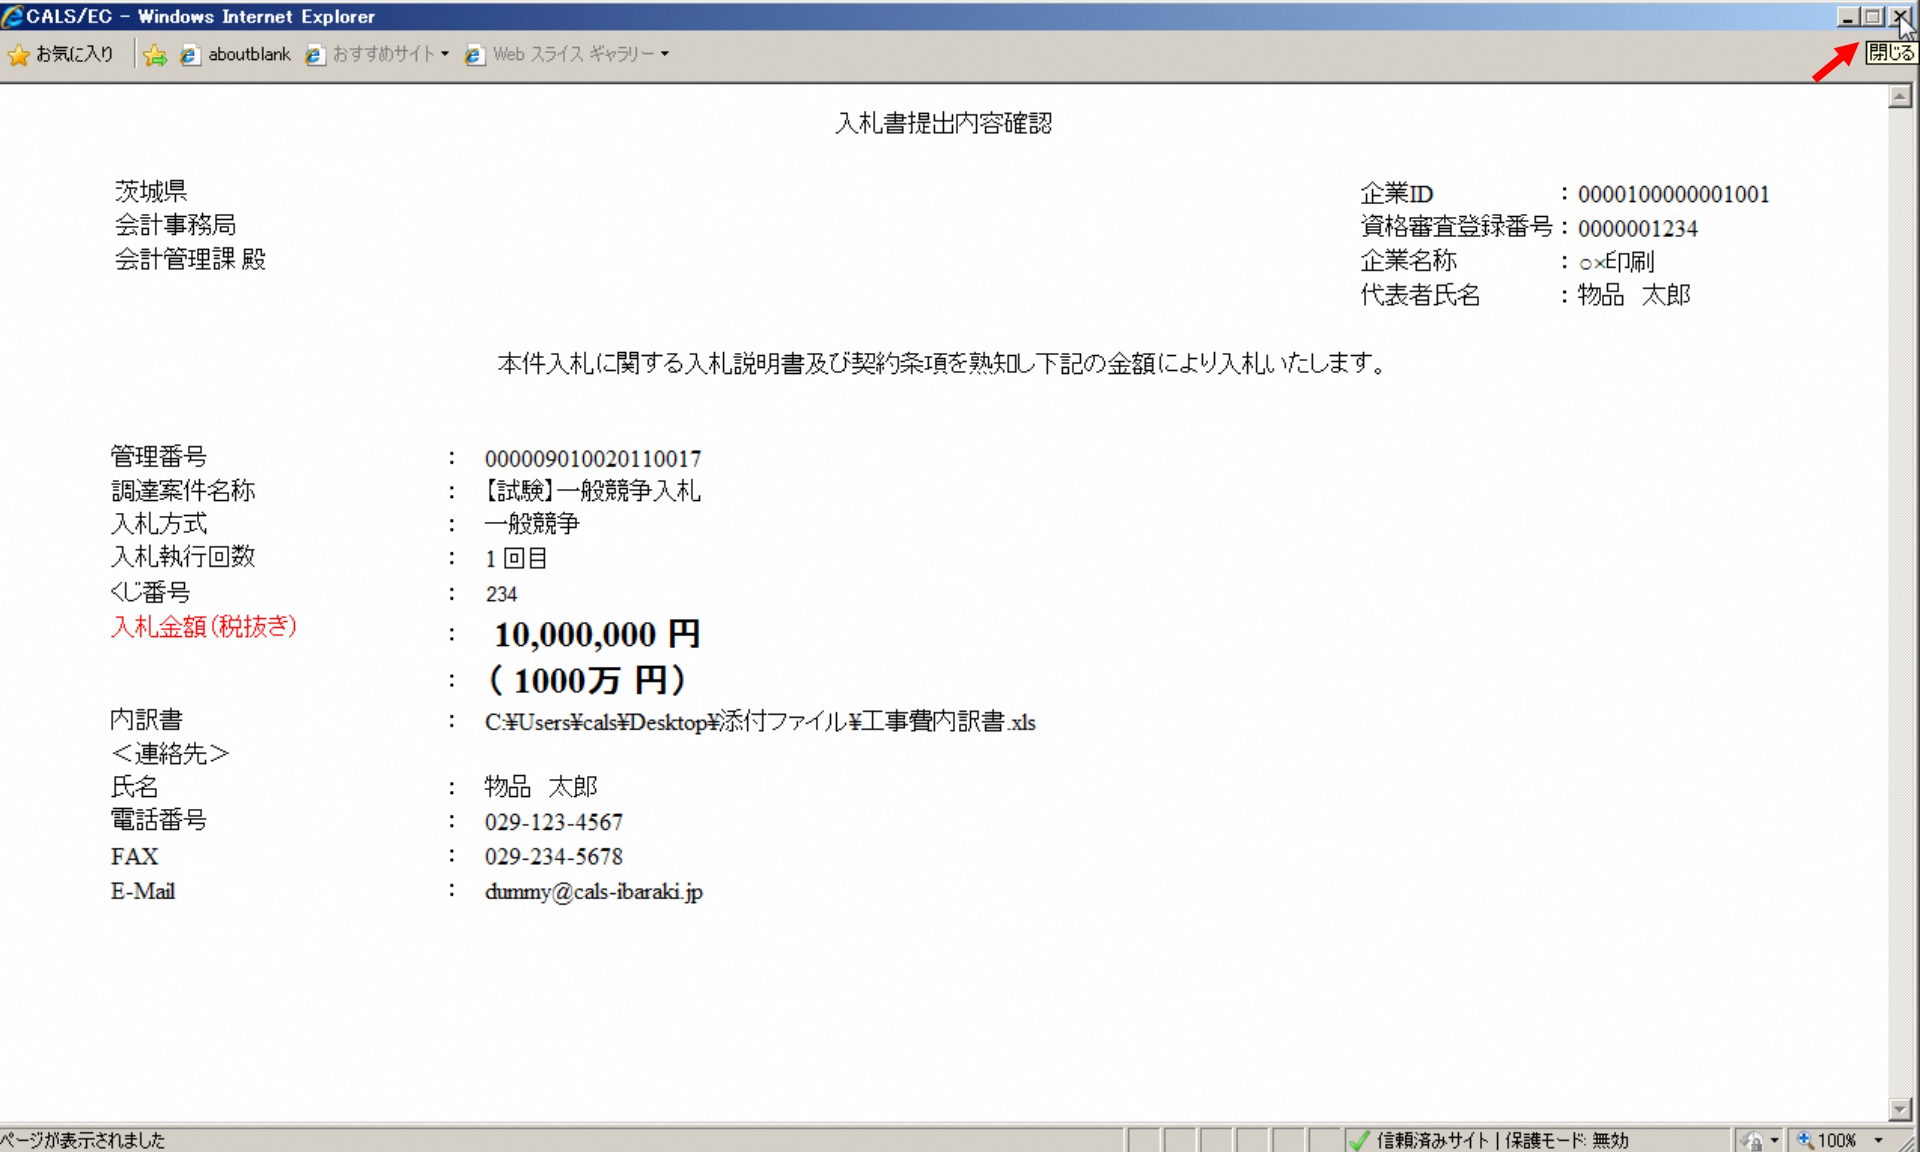 CALS/EC - Windows Internet Explorer
お気に入り aboutblank おすすめサイト Web スライス ギャラリー
閉じる
入札書提出内容確認
茨城県
会計事務局
会計管理課 殿
企業ID : 0000100000001001
資格審査登録番号 : 0000001234
企業名称 : ○×印刷
代表者氏名 : 物品 太郎
本件入札に関する入札説明書及び契約条項を熟知し下記の金額により入札いたします。
管理番号 : 000009010020110017
調達案件名称 : 【試験】一般競争入札
入札方式 : 一般競争
入札執行回数 : 1 回目
くじ番号 : 234
入札金額(税抜き) : 10,000,000 円
: ( 1000万 円)
内訳書 : C:¥Users¥cals¥Desktop¥添付ファイル¥工事費内訳書.xls
＜連絡先＞
氏名 : 物品 太郎
電話番号 : 029-123-4567
FAX : 029-234-5678
E-Mail : dummy@cals-ibaraki.jp
ページが表示されました 信頼済みサイト | 保護モード: 無効 100%